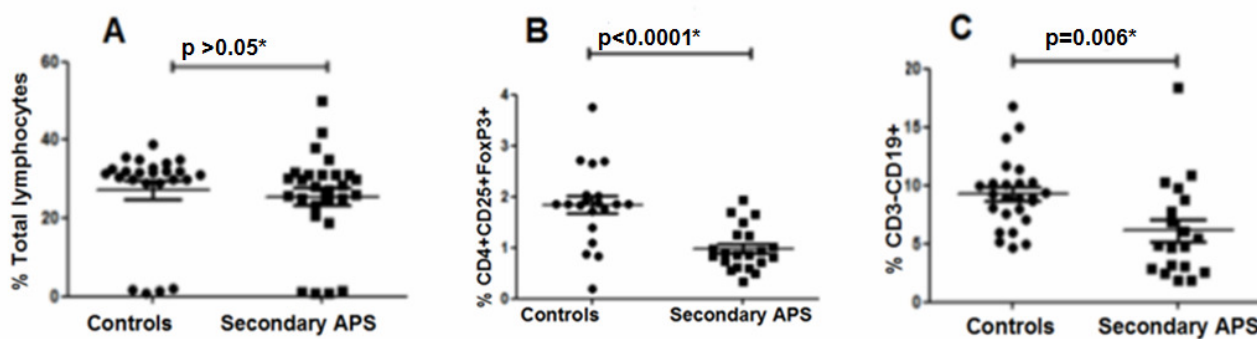 A
p >0.05*
% Total lymphocytes
60
40
20
0
Controls
Secondary APS
B
p<0.0001*
% CD4+CD25+FoxP3+
4
3
2
1
0
Controls
Secondary APS
C
p=0.006*
% CD3-CD19+
20
15
10
5
0
Controls
Secondary APS